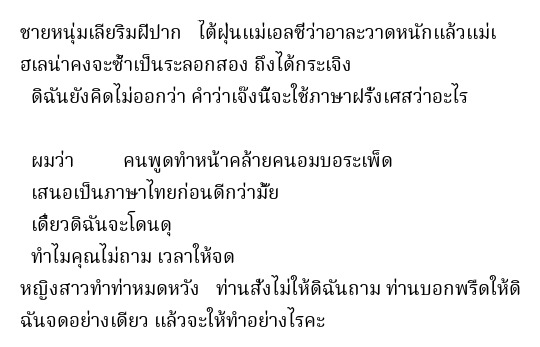 ชายหนุ่มเลียริมฝีปาก ไต้ฝุ่นแม่เอลซีว่าอาละวาดหนักแล้วแม่เ
ฮเลน่าคงจะซ้ำเป็นระลอกสอง ถึงได้กระเจิง
ดิฉันยังคิดไม่ออกว่า คำว่าเจ๊งนี้จะใช้ภาษาฝรั่งเศสว่าอะไร
ผมว่า คนพูดทำหน้าคล้ายคนอมบอระเพ็ด
เสนอเป็นภาษาไทยก่อนดีกว่ามั้ย
เดี๋ยวดิฉันจะโดนดุ
ทำไมคุณไม่ถาม เวลาให้จด
หญิงสาวทำท่าหมดหวัง ท่านสั่งไม่ให้ดิฉันถาม ท่านบอกพรืดให้ดิ
ฉันจดอย่างเดียว แล้วจะให้ทำอย่างไรคะ